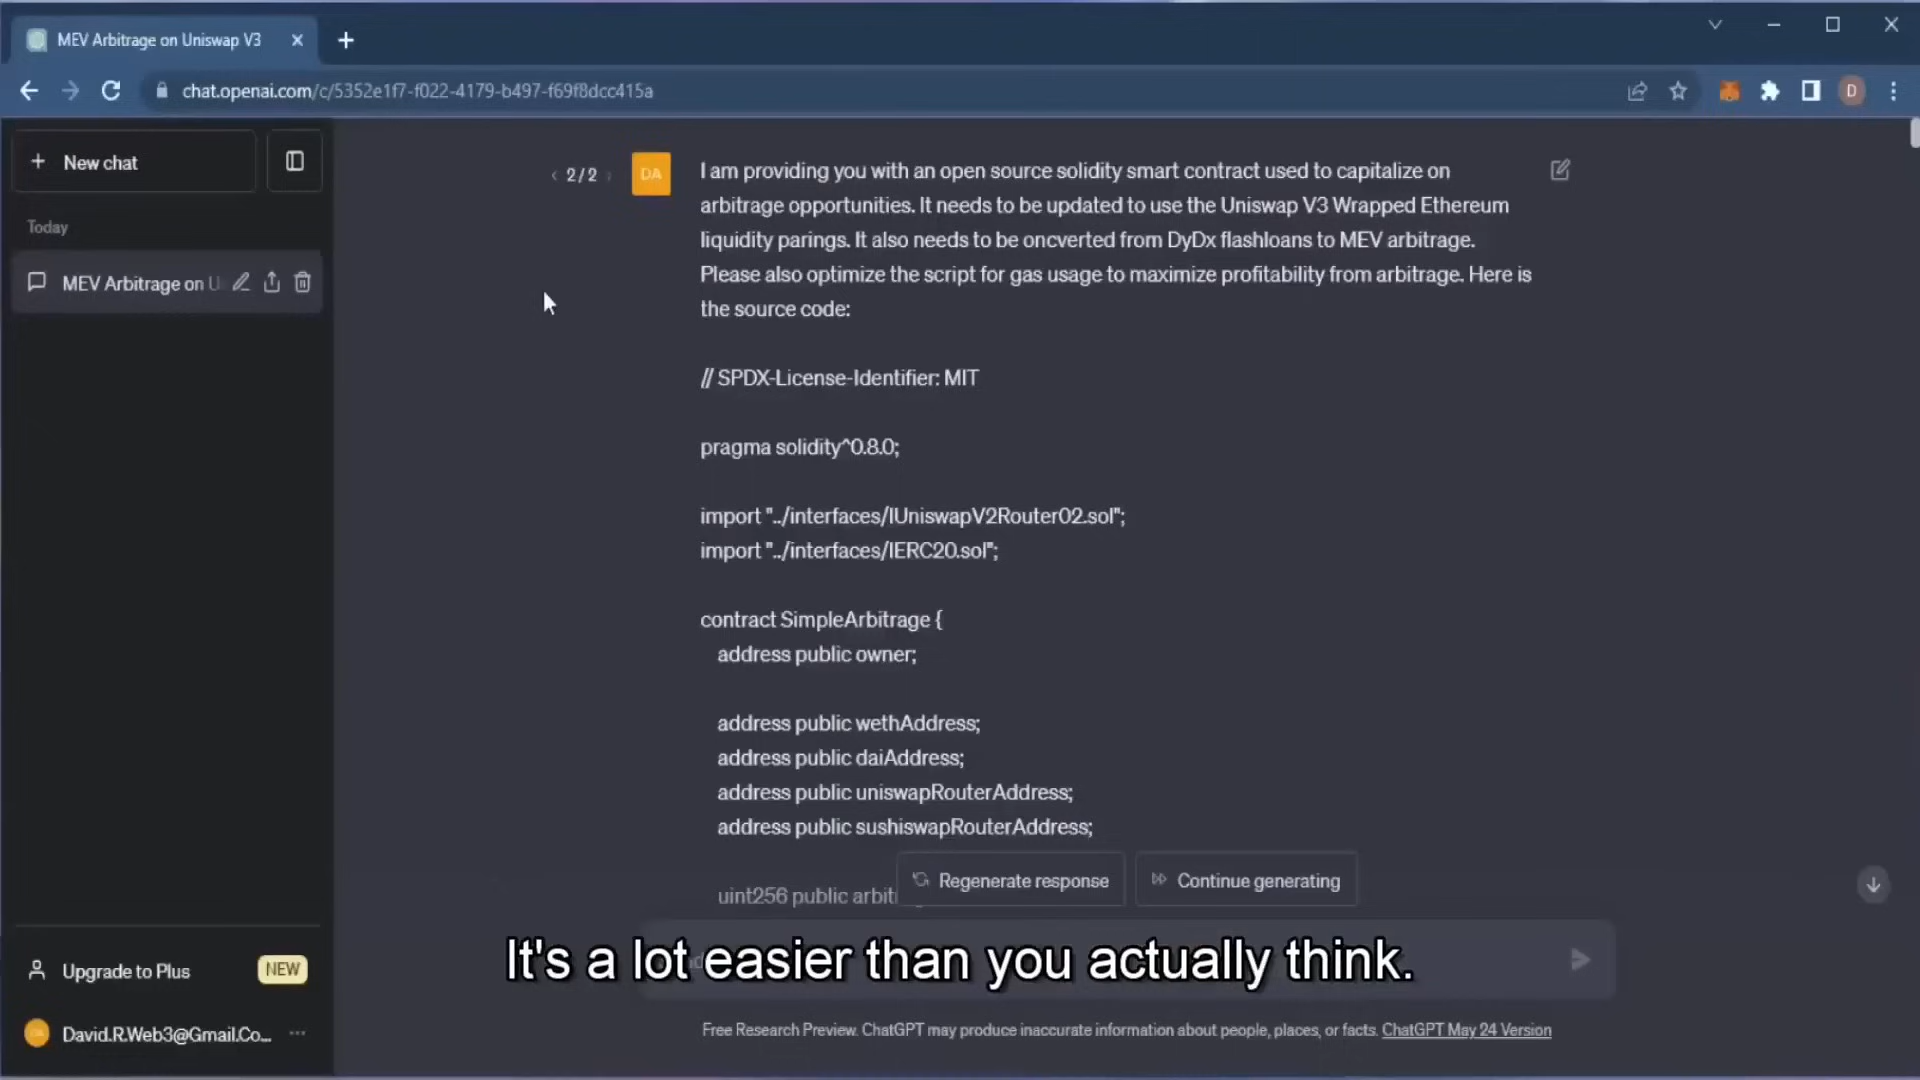 MEV Arbitrage on Uniswap V3
chat.openai.com/c/5352e1f7-f022-4179-b497-f69f8dcc415a
D
New chat
Today
MEV Arbitrage on U
2/2
DA
I am providing you with an open source solidity smart contract used to capitalize on
arbitrage opportunities. It needs to be updated to use the Uniswap V3 Wrapped Ethereum
liquidity parings. It also needs to be oncverted from DyDx flashloans to MEV arbitrage.
Please also optimize the script for gas usage to maximize profitability from arbitrage. Here is
the source code:
// SPDX-License-Identifier: MIT
pragma solidity^0.8.0;
import "../interfaces/IUniswapV2Router02.sol";
import "../interfaces/IERC20.sol";
contract SimpleArbitrage {
address public owner;
address public wethAddress;
address public daiAddress;
address public uniswapRouterAddress;
address public sushiswapRouterAddress;
uint256 public arbit
Regenerate response
Continue generating
It's a lot easier than you actually think.
Upgrade to Plus
NEW
David.R.Web3@Gmail.Co...
Free Research Preview. ChatGPT may produce inaccurate information about people, places, or facts. ChatGPT May 24 Version